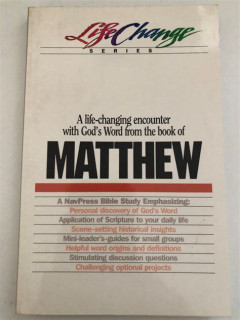 LifeChange
SERIES
A life-changing encounter
with God's Word from the book of
MATTHEW
A NavPress Bible Study Emphasizing:
Personal discovery of God's Word
Application of Scripture to your daily life
Scene-setting historical insights
Mini-leader's-guides for small groups
Helpful word origins and definitions
Stimulating discussion questions
Challenging optional projects